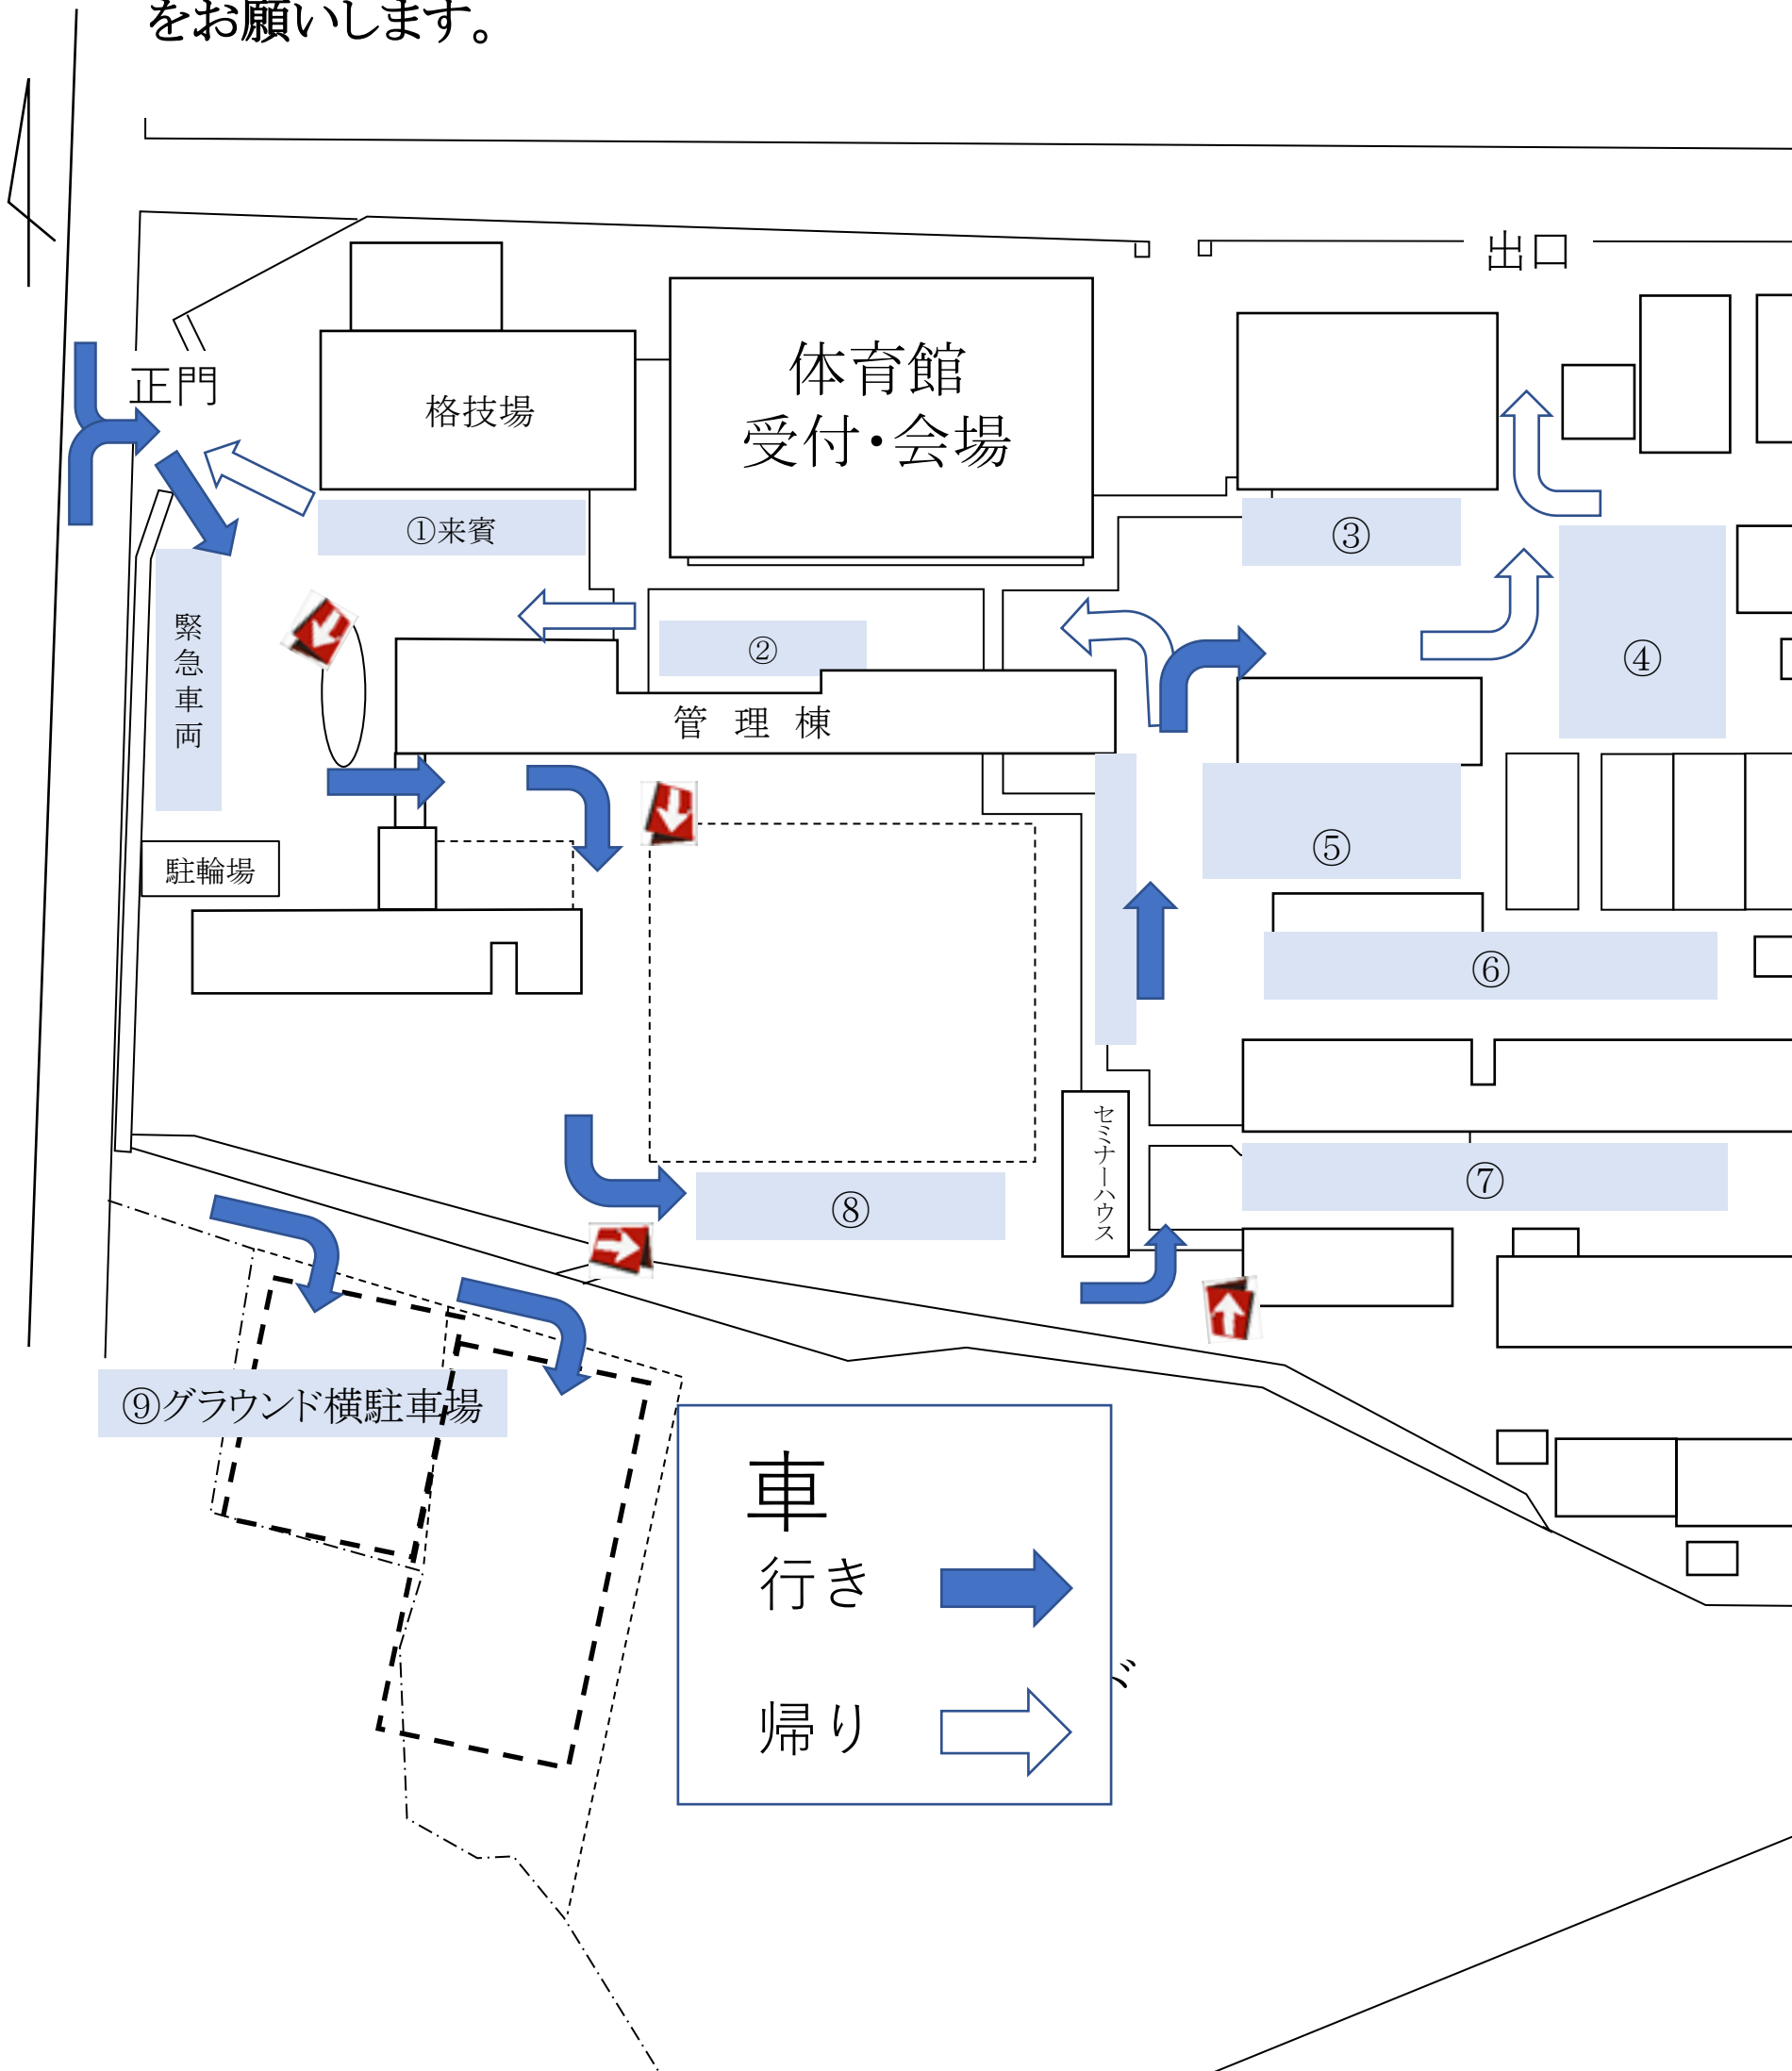 をお願いします。
出口
正門
格技場
体育館
受付・会場
①来賓
③
緊急車両
②
④
管 理 棟
⑤
駐輪場
⑥
セミナーハウス
⑦
⑧
⑨グラウンド横駐車場
車
行き
帰り